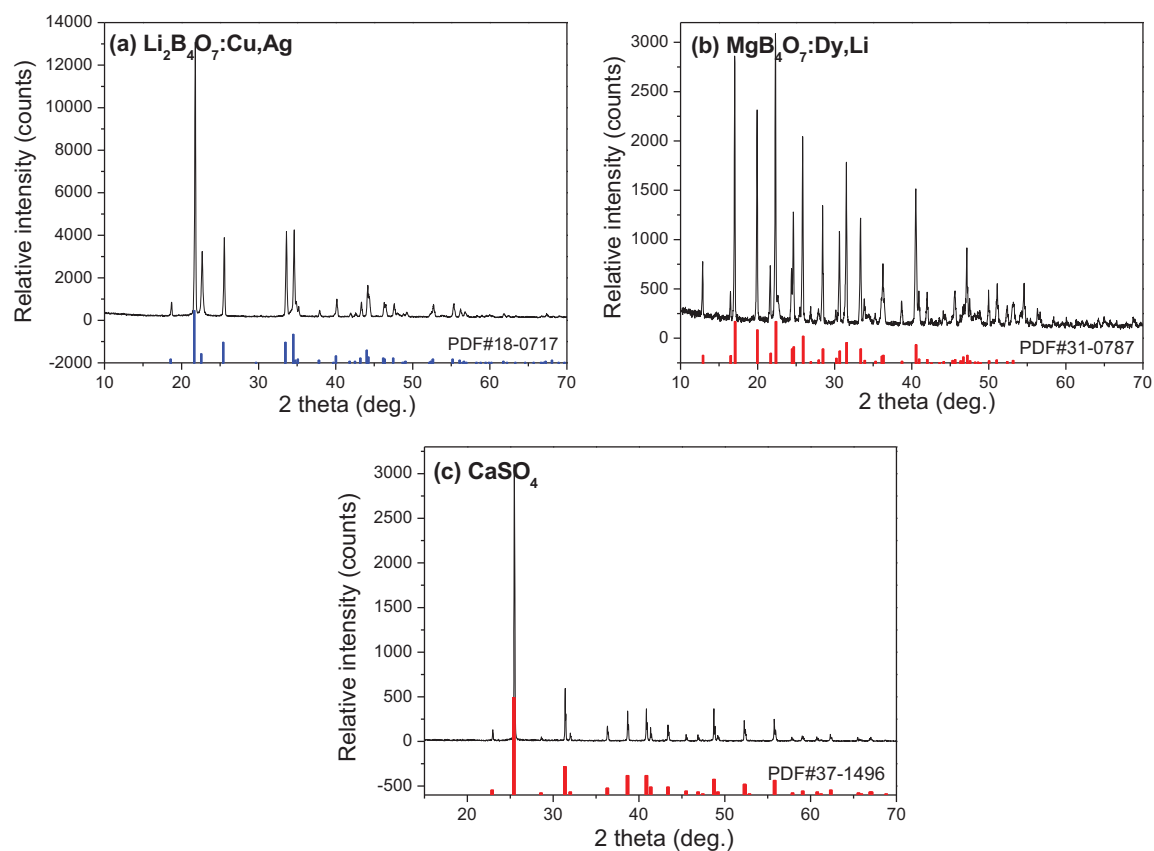 (a) Li₂B₄O₇:Cu,Ag
Relative intensity (counts)
14000
12000
10000
8000
6000
4000
2000
0
-2000
PDF#18-0717
10 20 30 40 50 60 70
2 theta (deg.)
(b) MgB₄O₇:Dy,Li
Relative intensity (counts)
3000
2500
2000
1500
1000
500
0
PDF#31-0787
10 20 30 40 50 60 70
2 theta (deg.)
(c) CaSO₄
Relative intensity (counts)
3000
2500
2000
1500
1000
500
0
-500
PDF#37-1496
20 30 40 50 60 70
2 theta (deg.)